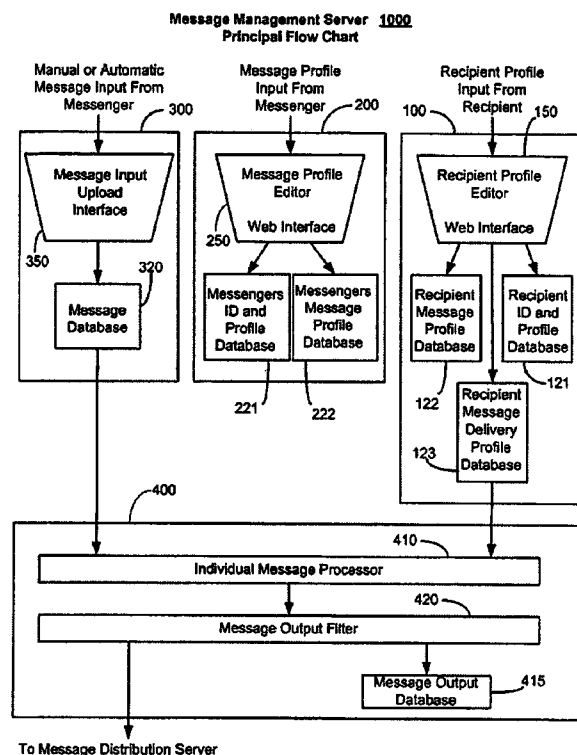 Message Management Server 1000
Principal Flow Chart
Manual or Automatic
Message Input From
Messenger
300
Message Input
Upload
Interface
350
320
Message
Database
Message Profile
Input From
Messenger
200
Message Profile
Editor
Web Interface
250
Messengers
ID and
Profile
Database
221
Messengers
Message
Profile
Database
222
Recipient Profile
Input From
Recipient
100
150
Recipient Profile
Editor
Web Interface
Recipient
Message
Profile
Database
122
Recipient
ID and
Profile
Database
121
Recipient
Message
Delivery
Profile
Database
123
400
410
Individual Message Processor
420
Message Output Filter
Message Output
Database
415
To Message Distribution Server